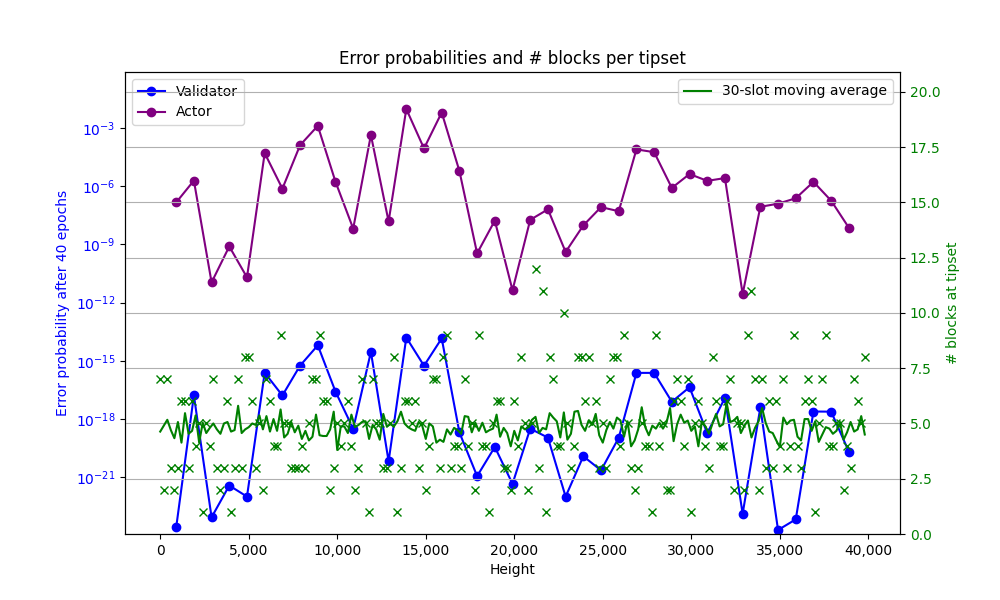 Error probabilities and # blocks per tipset
Validator
Actor
30-slot moving average
Error probability after 40 epochs
10⁻³
10⁻⁶
10⁻⁹
10⁻¹²
10⁻¹⁵
10⁻¹⁸
10⁻²¹
# blocks at tipset
20.0
17.5
15.0
12.5
10.0
7.5
5.0
2.5
0.0
0 5,000 10,000 15,000 20,000 25,000 30,000 35,000 40,000
Height